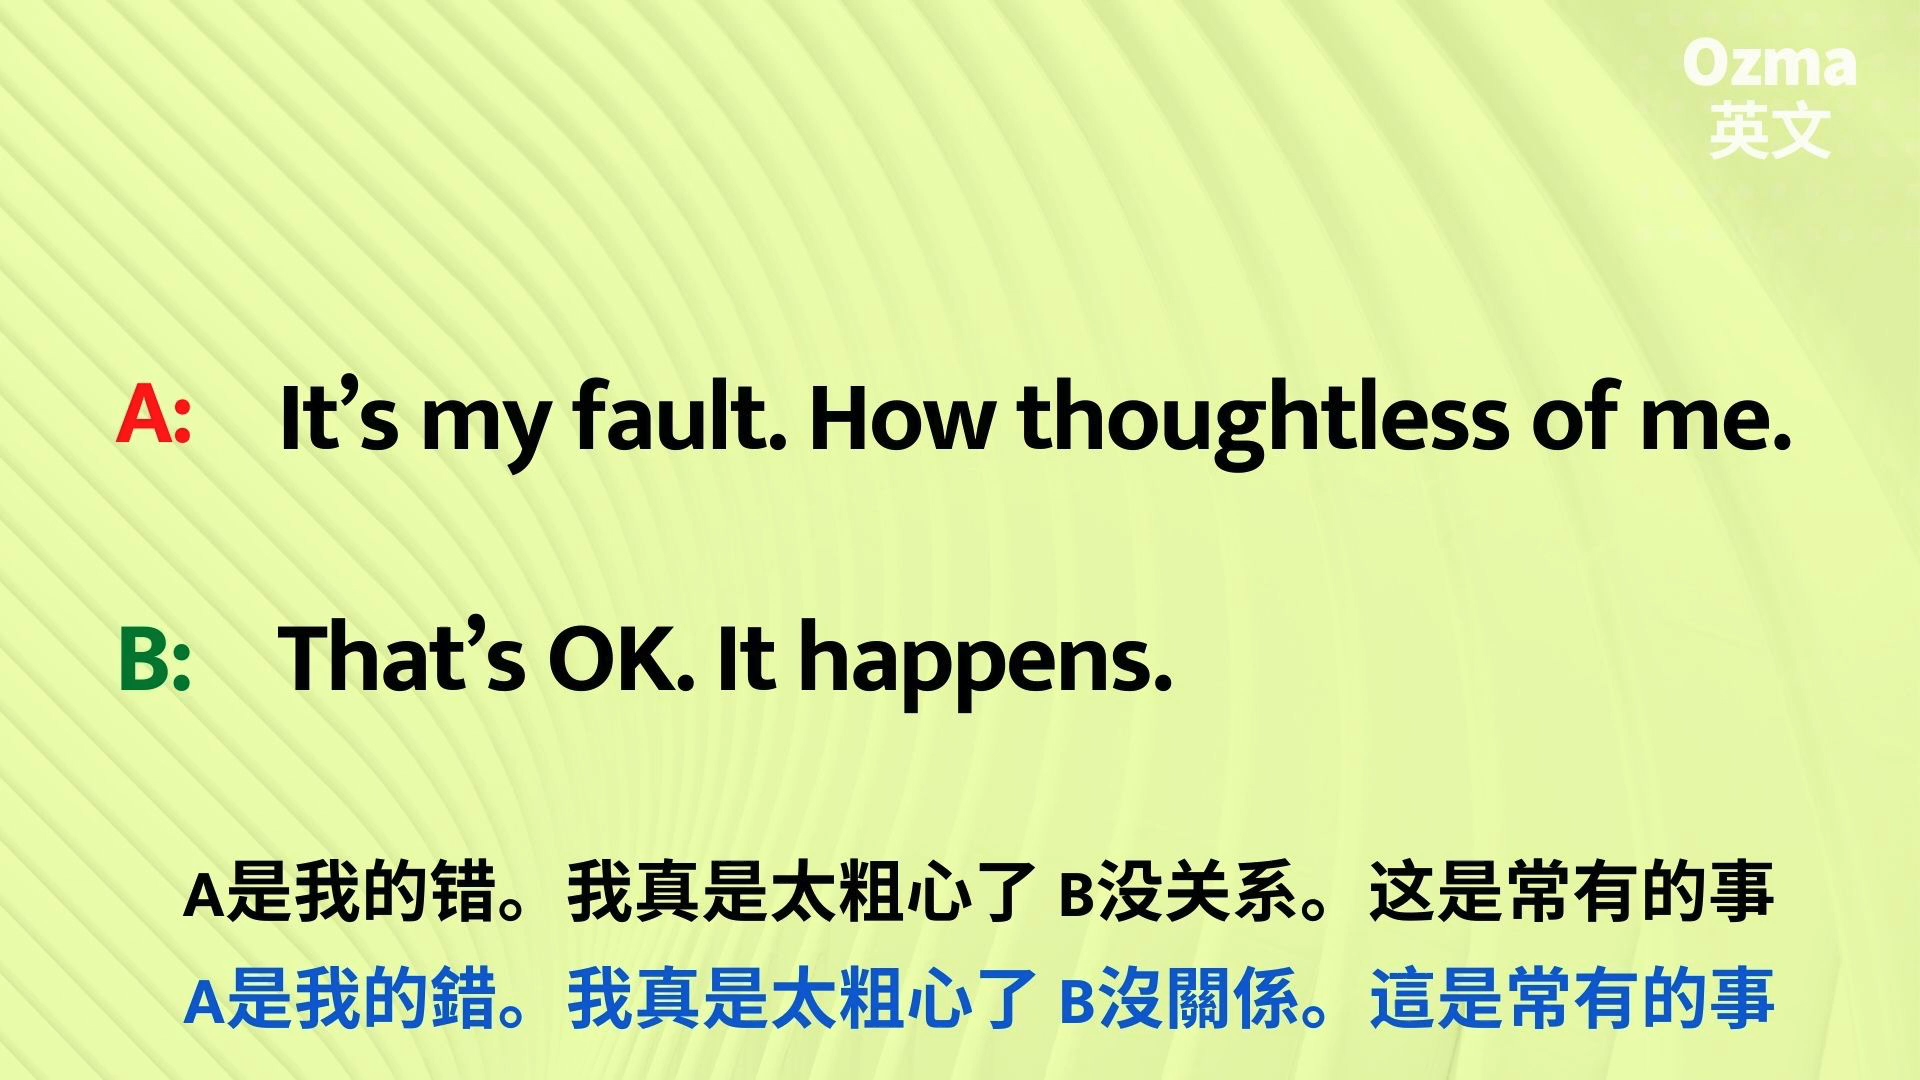 Ozma
英文
A: It’s my fault. How thoughtless of me.
B: That’s OK. It happens.
A是我的错。我真是太粗心了 B没关系。这是常有的事
A是我的錯。我真是太粗心了 B沒關係。這是常有的事